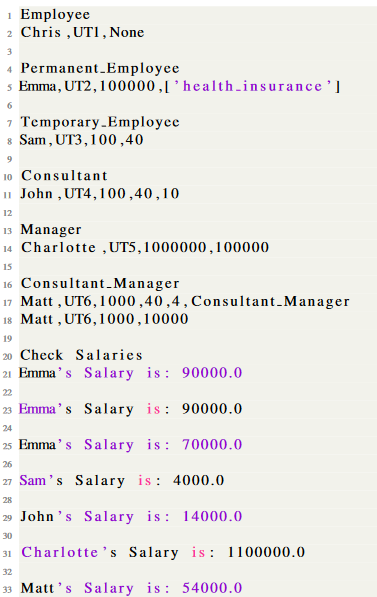 1 Employee
2 Chris ,UT1,None
3
4 Permanent_Employee
5 Emma,UT2,100000,['health_insurance']
6
7 Temporary_Employee
8 Sam,UT3,100,40
9
10 Consultant
11 John ,UT4,100,40,10
12
13 Manager
14 Charlotte ,UT5,1000000,100000
15
16 Consultant_Manager
17 Matt ,UT6,1000,40,4,Consultant_Manager
18 Matt ,UT6,1000,10000
19
20 Check Salaries
21 Emma's Salary is: 90000.0
22
23 Emma's Salary is: 90000.0
24
25 Emma's Salary is: 70000.0
26
27 Sam's Salary is: 4000.0
28
29 John's Salary is: 14000.0
30
31 Charlotte's Salary is: 1100000.0
32
33 Matt's Salary is: 54000.0